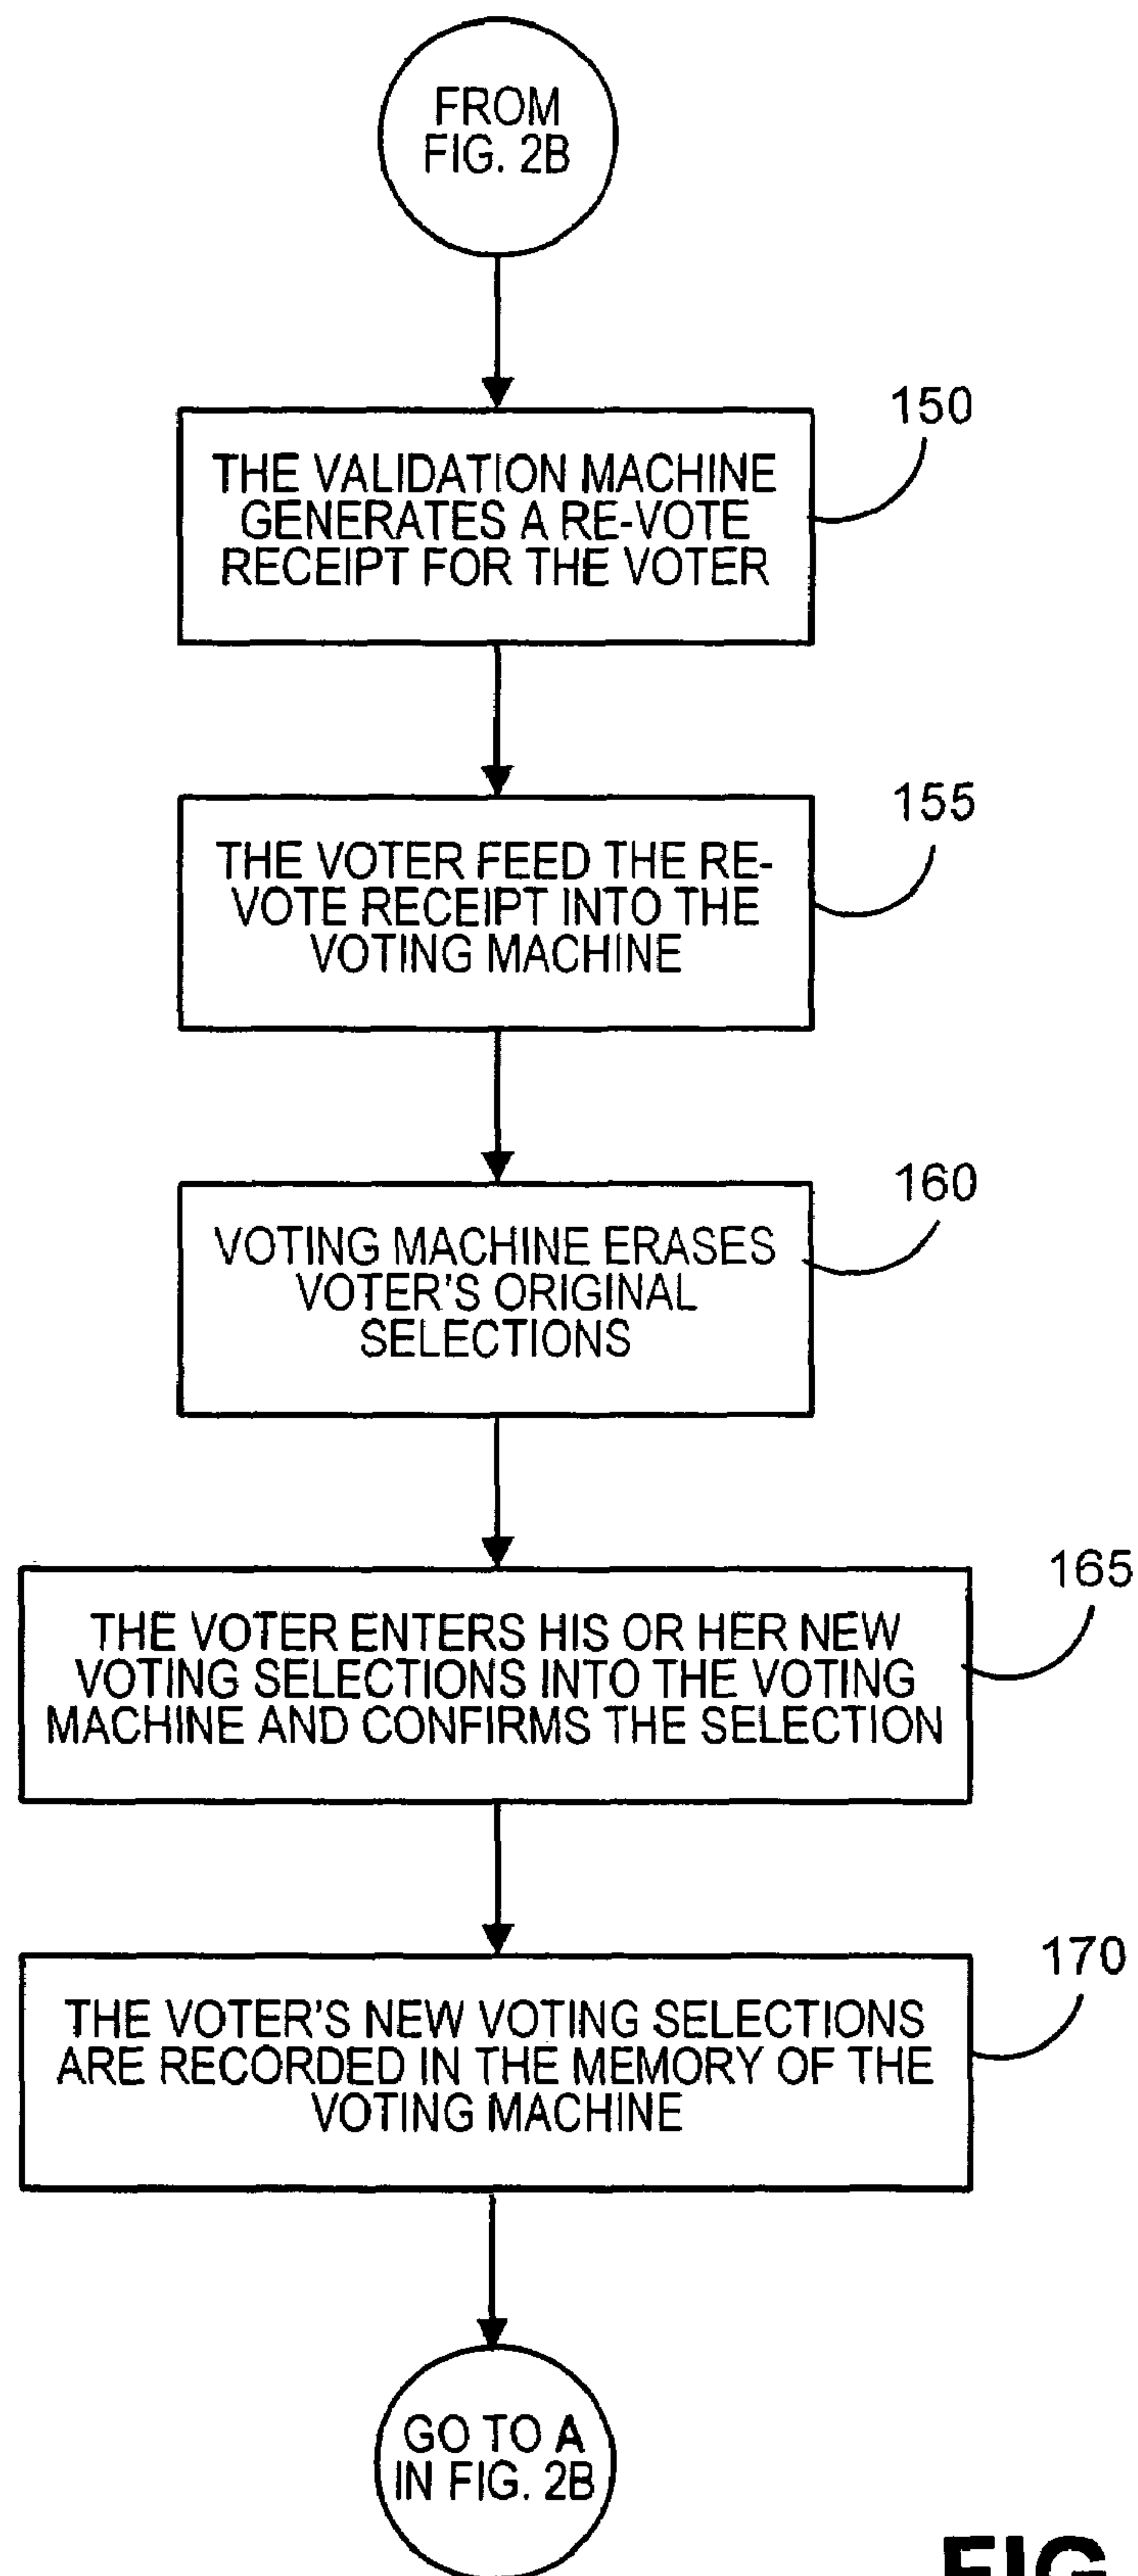 FROM
FIG. 2B
150
THE VALIDATION MACHINE
GENERATES A RE-VOTE
RECEIPT FOR THE VOTER
155
THE VOTER FEED THE RE-
VOTE RECEIPT INTO THE
VOTING MACHINE
160
VOTING MACHINE ERASES
VOTER'S ORIGINAL
SELECTIONS
165
THE VOTER ENTERS HIS OR HER NEW
VOTING SELECTIONS INTO THE VOTING
MACHINE AND CONFIRMS THE SELECTION
170
THE VOTER'S NEW VOTING SELECTIONS
ARE RECORDED IN THE MEMORY OF THE
VOTING MACHINE
GO TO A
IN FIG. 2B
FIG